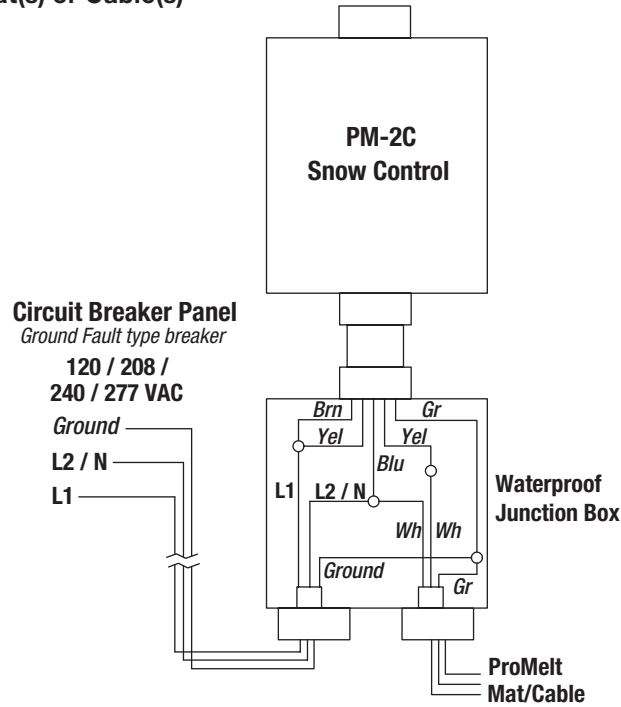 PM-2C
Snow Control
Circuit Breaker Panel
Ground Fault type breaker
120 / 208 /
240 / 277 VAC
Ground
L2 / N
L1
Brn
Gr
Yel
Yel
Blu
L1
L2 / N
Wh
Wh
Ground
Gr
Waterproof
Junction Box
ProMelt
Mat/Cable